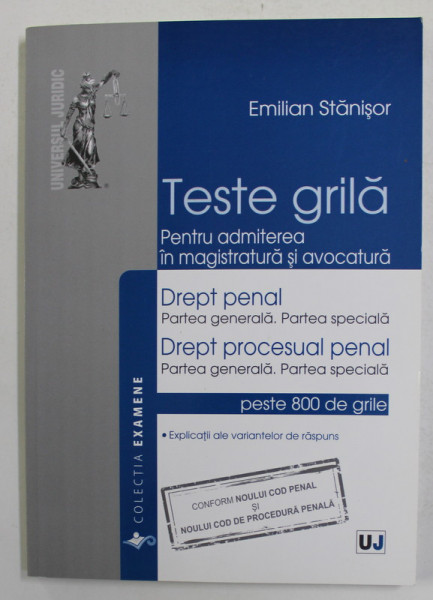 UNIVERSUL JURIDIC
Emilian Stănişor
Teste grilă
Pentru admiterea
în magistratură şi avocatură
Drept penal
Partea generală. Partea specială
Drept procesual penal
Partea generală. Partea specială
peste 800 de grile
• Explicaţii ale variantelor de răspuns
COLECTIA EXAMENE
CONFORM NOULUI COD PENAL
ŞI
NOULUI COD DE PROCEDURĂ PENALĂ
UJ